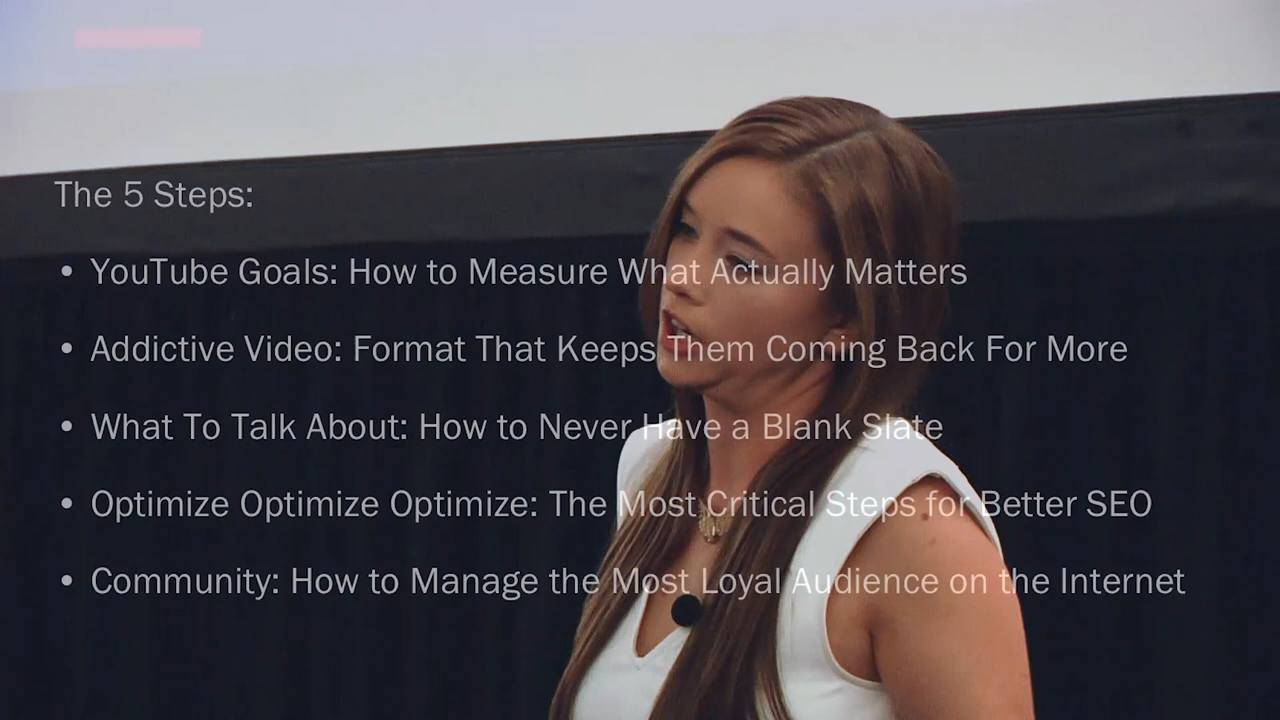 The 5 Steps:
• YouTube Goals: How to Measure What Actually Matters
• Addictive Video: Format That Keeps Them Coming Back For More
• What To Talk About: How to Never Have a Blank Slate
• Optimize Optimize Optimize: The Most Critical Steps for Better SEO
• Community: How to Manage the Most Loyal Audience on the Internet